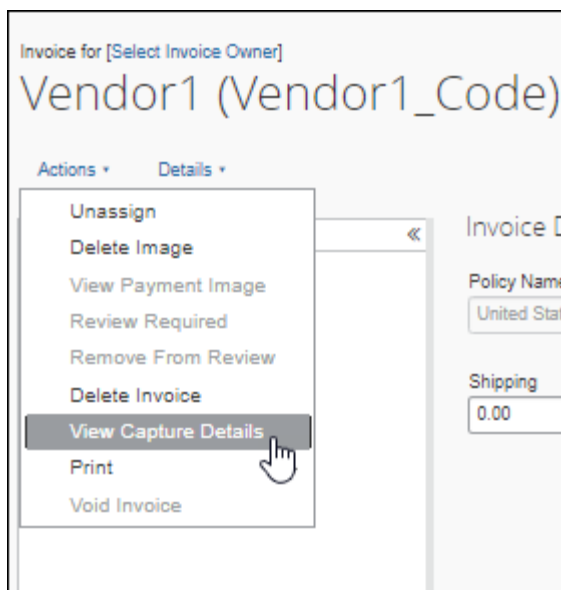 Invoice for [Select Invoice Owner]
Vendor1 (Vendor1_Code)
Actions Details
Unassign
Delete Image
View Payment Image
Review Required
Remove From Review
Delete Invoice
View Capture Details
Print
Void Invoice
Invoice
Policy Name
United Sta
Shipping
0.00